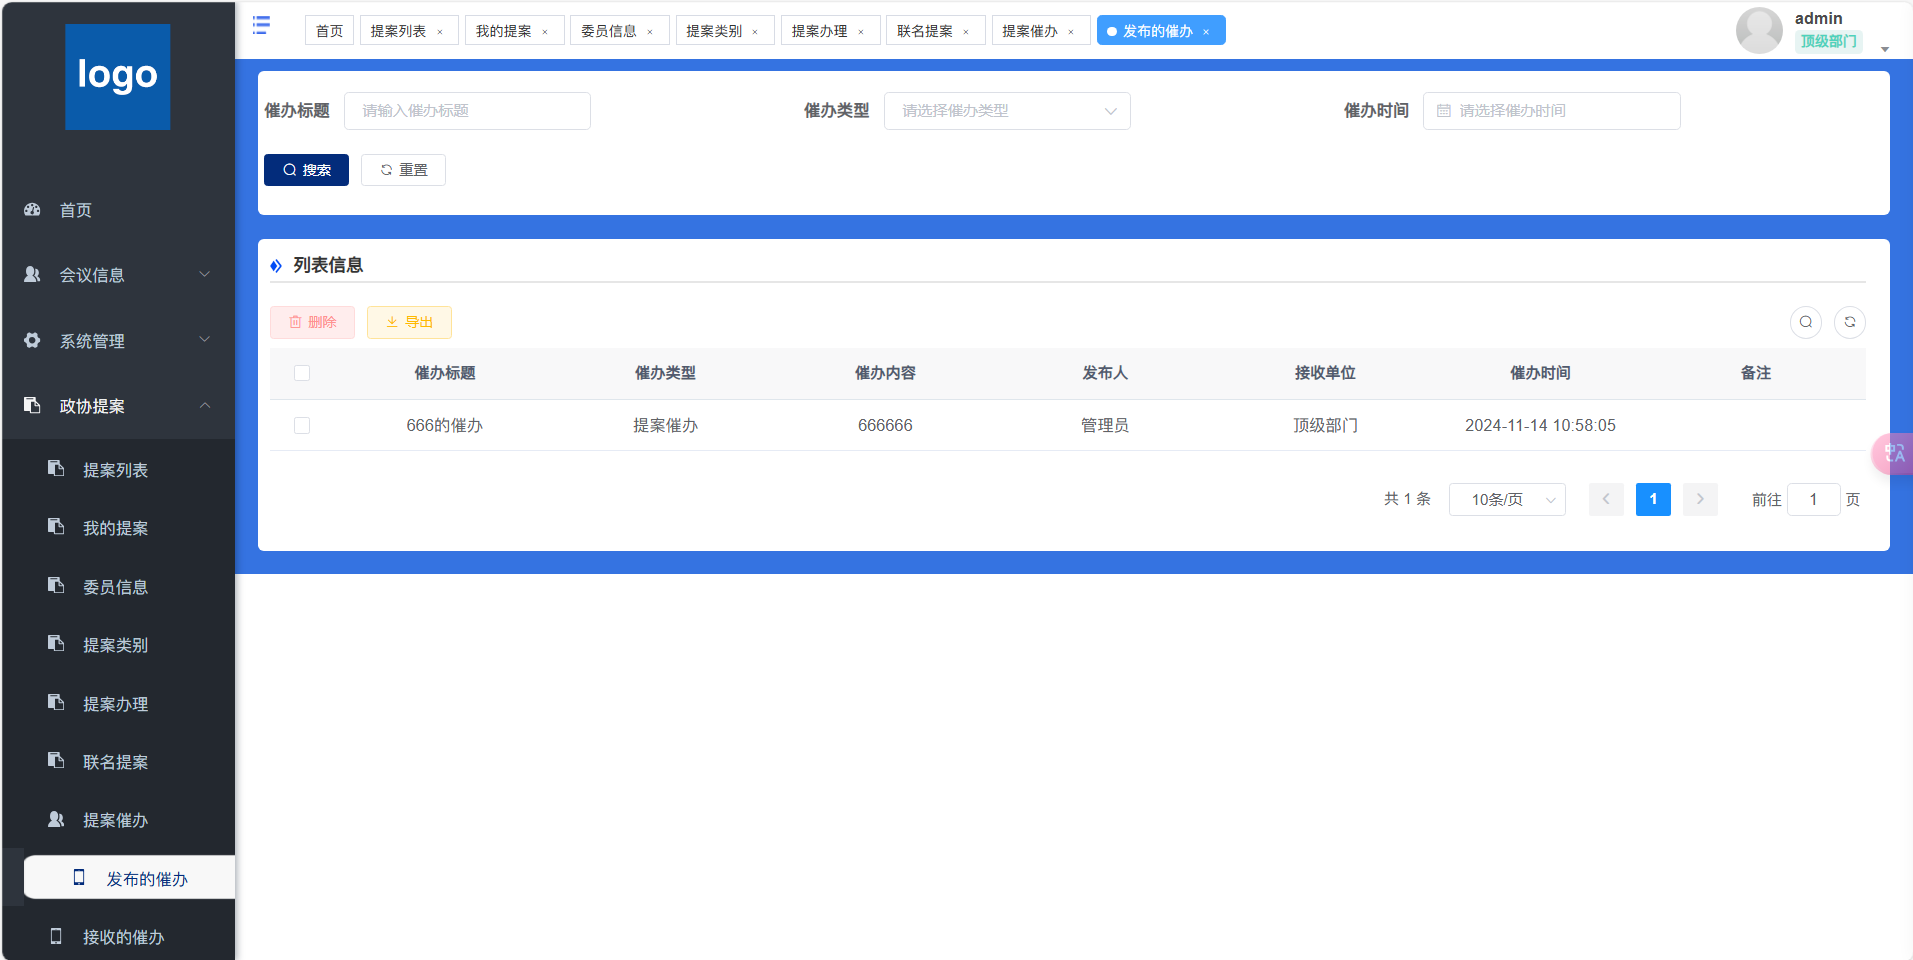 logo
首页
会议信息
系统管理
政协提案
提案列表
我的提案
委员信息
提案类别
提案办理
联名提案
提案催办
发布的催办
接收的催办
首页 提案列表 × 我的提案 × 委员信息 × 提案类别 × 提案办理 × 联名提案 × 提案催办 × 发布的催办 ×
admin
顶级部门
催办标题 请输入催办标题 催办类型 请选择催办类型 催办时间 请选择催办时间
搜索 重置
列表信息
删除 导出
催办标题 催办类型 催办内容 发布人 接收单位 催办时间 备注
666的催办 提案催办 666666 管理员 顶级部门 2024-11-14 10:58:05
共 1 条 10条/页 1 前往 1 页
中A